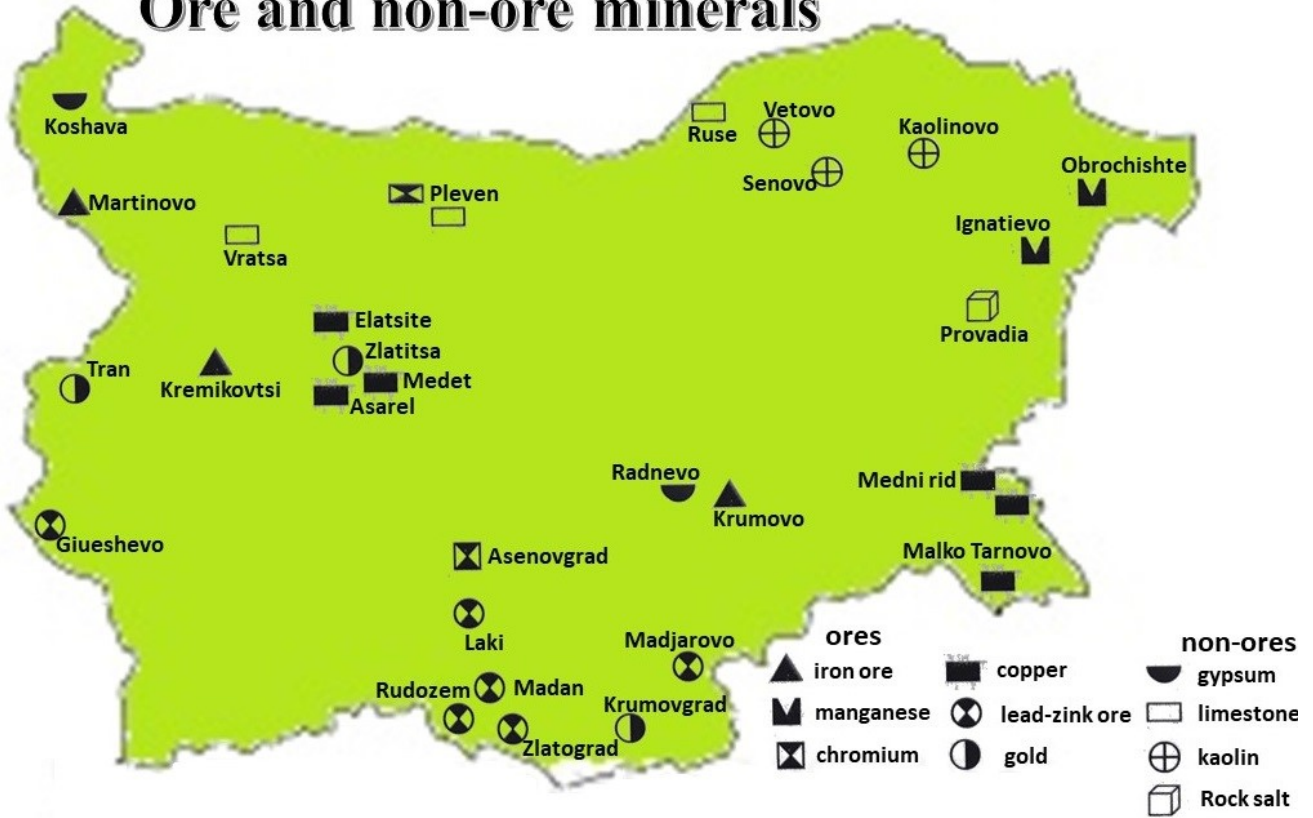 Ore and non-ore minerals
Koshava
Ruse
Vetovo
Kaolinovo
Senovo
Obrochishte
Martinovo
Pleven
Ignatievo
Vratsa
Elatsite
Provadia
Zlatitsa
Tran
Medet
Kremikovtsi
Asarel
Radnevo
Medni rid
Krumovo
Giueshevo
Asenovgrad
Malko Tarnovo
Laki
Madjarovo
Rudozem
Madan
Krumovgrad
Zlatograd
ores
iron ore
manganese
chromium
copper
lead-zink ore
gold
non-ores
gypsum
limestone
kaolin
Rock salt